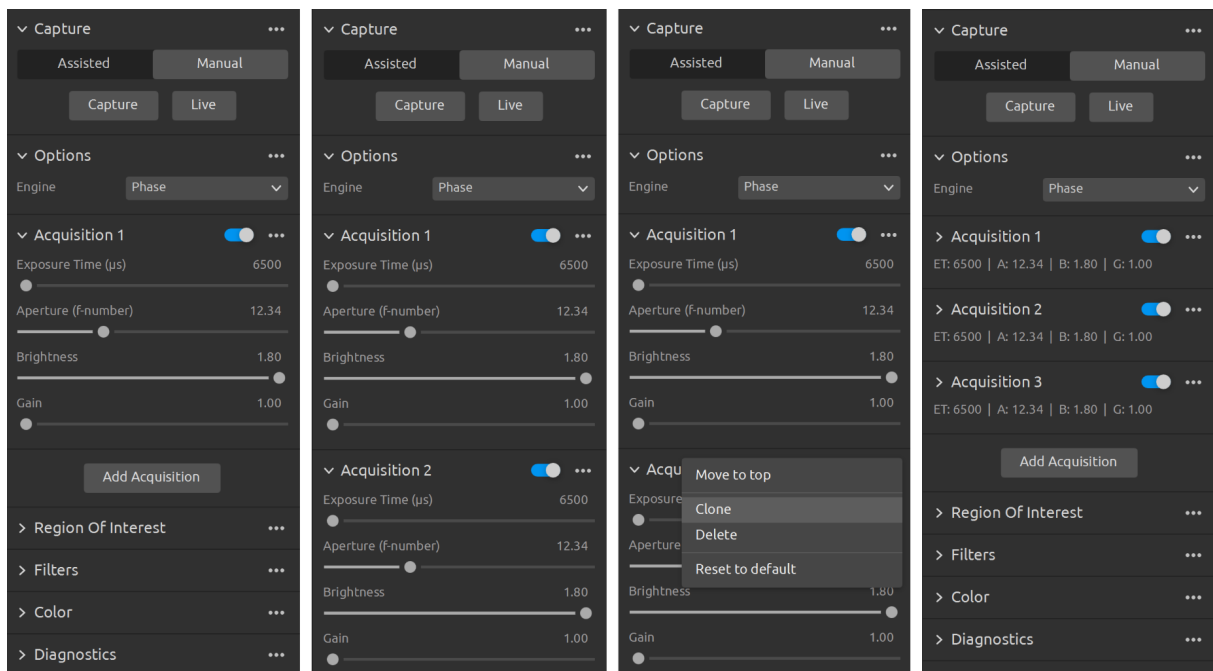 Capture •••
Assisted Manual
Capture Live
Options •••
Engine Phase
Acquisition 1 •••
Exposure Time (µs) 6500
Aperture (f-number) 12.34
Brightness 1.80
Gain 1.00
Add Acquisition
Region Of Interest •••
Filters •••
Color •••
Diagnostics •••
Capture •••
Assisted Manual
Capture Live
Options •••
Engine Phase
Acquisition 1 •••
Exposure Time (µs) 6500
Aperture (f-number) 12.34
Brightness 1.80
Gain 1.00
Acquisition 2 •••
Exposure Time (µs) 6500
Aperture (f-number) 12.34
Brightness 1.80
Gain 1.00
Capture •••
Assisted Manual
Capture Live
Options •••
Engine Phase
Acquisition 1 •••
Exposure Time (µs) 6500
Aperture (f-number) 12.34
Brightness 1.80
Gain 1.00
Acqu
Move to top
Exposure
Clone
Delete
Aperture
Reset to default
Brightness 1.80
Gain 1.00
Capture •••
Assisted Manual
Capture Live
Options •••
Engine Phase
Acquisition 1 •••
ET: 6500 | A: 12.34 | B: 1.80 | G: 1.00
Acquisition 2 •••
ET: 6500 | A: 12.34 | B: 1.80 | G: 1.00
Acquisition 3 •••
ET: 6500 | A: 12.34 | B: 1.80 | G: 1.00
Add Acquisition
Region Of Interest •••
Filters •••
Color •••
Diagnostics •••